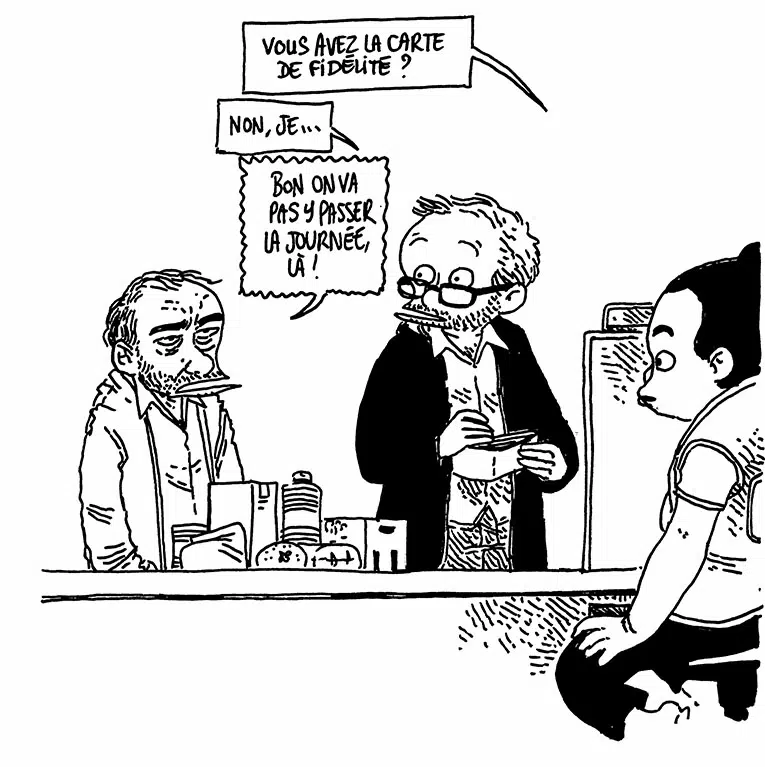 VOUS AVEZ LA CARTE
DE FIDÉLITÉ ?
NON, JE...
BON ON VA
PAS Y PASSER
LA JOURNÉE,
LÀ !